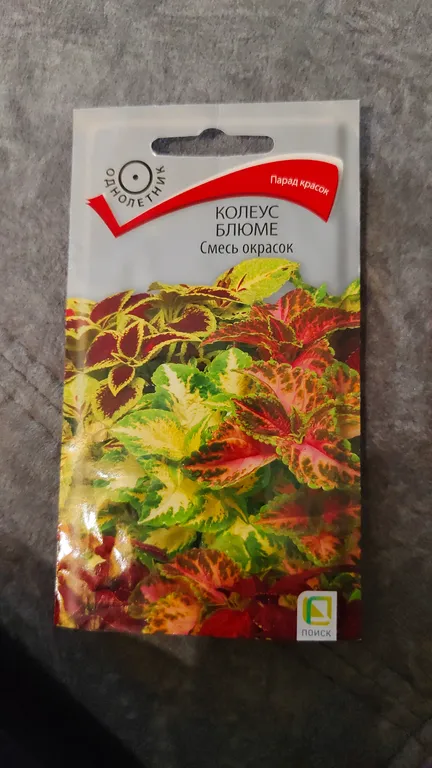 ОДНОЛЕТНИК
Парад красок
КОЛЕУС
БЛЮМЕ
Смесь окрасок
ПОИСК